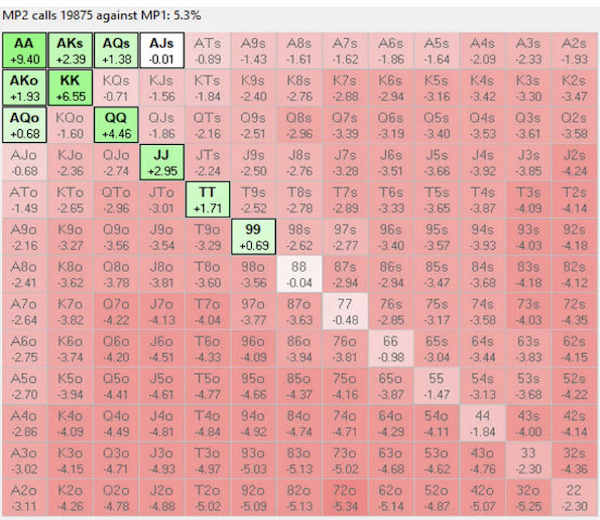 MP2 calls 19875 against MP1: 5.3%
AA AKs AQs AJs ATs A9s A8s A7s A6s A5s A4s A3s A2s
+9.40 +2.39 +1.38 -0.01 -0.89 -1.43 -1.61 -1.62 -1.86 -1.64 -2.09 -2.33 -1.93
AKo KK KQs KJs KTs K9s K8s K7s K6s K5s K4s K3s K2s
+1.93 +6.55 -0.71 -1.56 -1.84 -2.40 -2.76 -2.88 -2.94 -3.16 -3.42 -3.30 -3.47
AQo KQo QQ QJs QTs Q9s Q8s Q7s Q6s Q5s Q4s Q3s Q2s
+0.68 -1.60 +4.46 -1.86 -2.16 -2.51 -2.96 -3.39 -3.19 -3.40 -3.53 -3.61 -3.58
AJo KJo QJo JJ JTs J9s J8s J7s J6s J5s J4s J3s J2s
-0.68 -2.36 -2.74 +2.95 -2.24 -2.50 -2.76 -3.28 -3.51 -3.66 -3.92 -3.85 -4.24
ATo KTo QTo JTo TT T9s T8s T7s T6s T5s T4s T3s T2s
-1.49 -2.65 -2.96 -3.01 +1.71 -2.52 -2.78 -2.89 -3.33 -3.65 -3.87 -4.09 -4.14
A9o K9o Q9o J9o T9o 99 98s 97s 96s 95s 94s 93s 92s
-2.16 -3.27 -3.56 -3.54 -3.29 +0.69 -2.62 -2.77 -3.40 -3.57 -3.93 -4.03 -4.18
A8o K8o Q8o J8o T8o 98o 88 87s 86s 85s 84s 83s 82s
-2.41 -3.62 -3.78 -3.81 -3.60 -3.56 -0.04 -2.94 -2.94 -3.47 -3.68 -4.18 -4.12
A7o K7o Q7o J7o T7o 97o 87o 77 76s 75s 74s 73s 72s
-2.64 -3.82 -4.22 -4.13 -4.04 -3.77 -3.63 -0.48 -2.85 -3.17 -3.58 -4.03 -4.35
A6o K6o Q6o J6o T6o 96o 86o 76o 66 65s 64s 63s 62s
-2.75 -3.74 -4.20 -4.51 -4.33 -4.09 -3.94 -3.81 -0.98 -3.04 -3.44 -3.83 -4.15
A5o K5o Q5o J5o T5o 95o 85o 75o 65o 55 54s 53s 52s
-2.70 -3.94 -4.41 -4.61 -4.77 -4.66 -4.37 -4.16 -3.87 -1.47 -3.13 -3.68 -4.22
A4o K4o Q4o J4o T4o 94o 84o 74o 64o 54o 44 43s 42s
-2.86 -4.09 -4.49 -4.81 -4.84 -4.92 -4.74 -4.71 -4.29 -4.11 -1.84 -4.00 -4.14
A3o K3o Q3o J3o T3o 93o 83o 73o 63o 53o 43o 33 32s
-3.02 -4.15 -4.71 -4.93 -4.97 -5.03 -5.13 -5.02 -4.68 -4.62 -4.76 -2.30 -4.36
A2o K2o Q2o J2o T2o 92o 82o 72o 62o 52o 42o 32o 22
-3.11 -4.26 -4.78 -4.88 -5.02 -5.09 -5.13 -5.34 -5.14 -4.87 -5.07 -5.25 -2.30